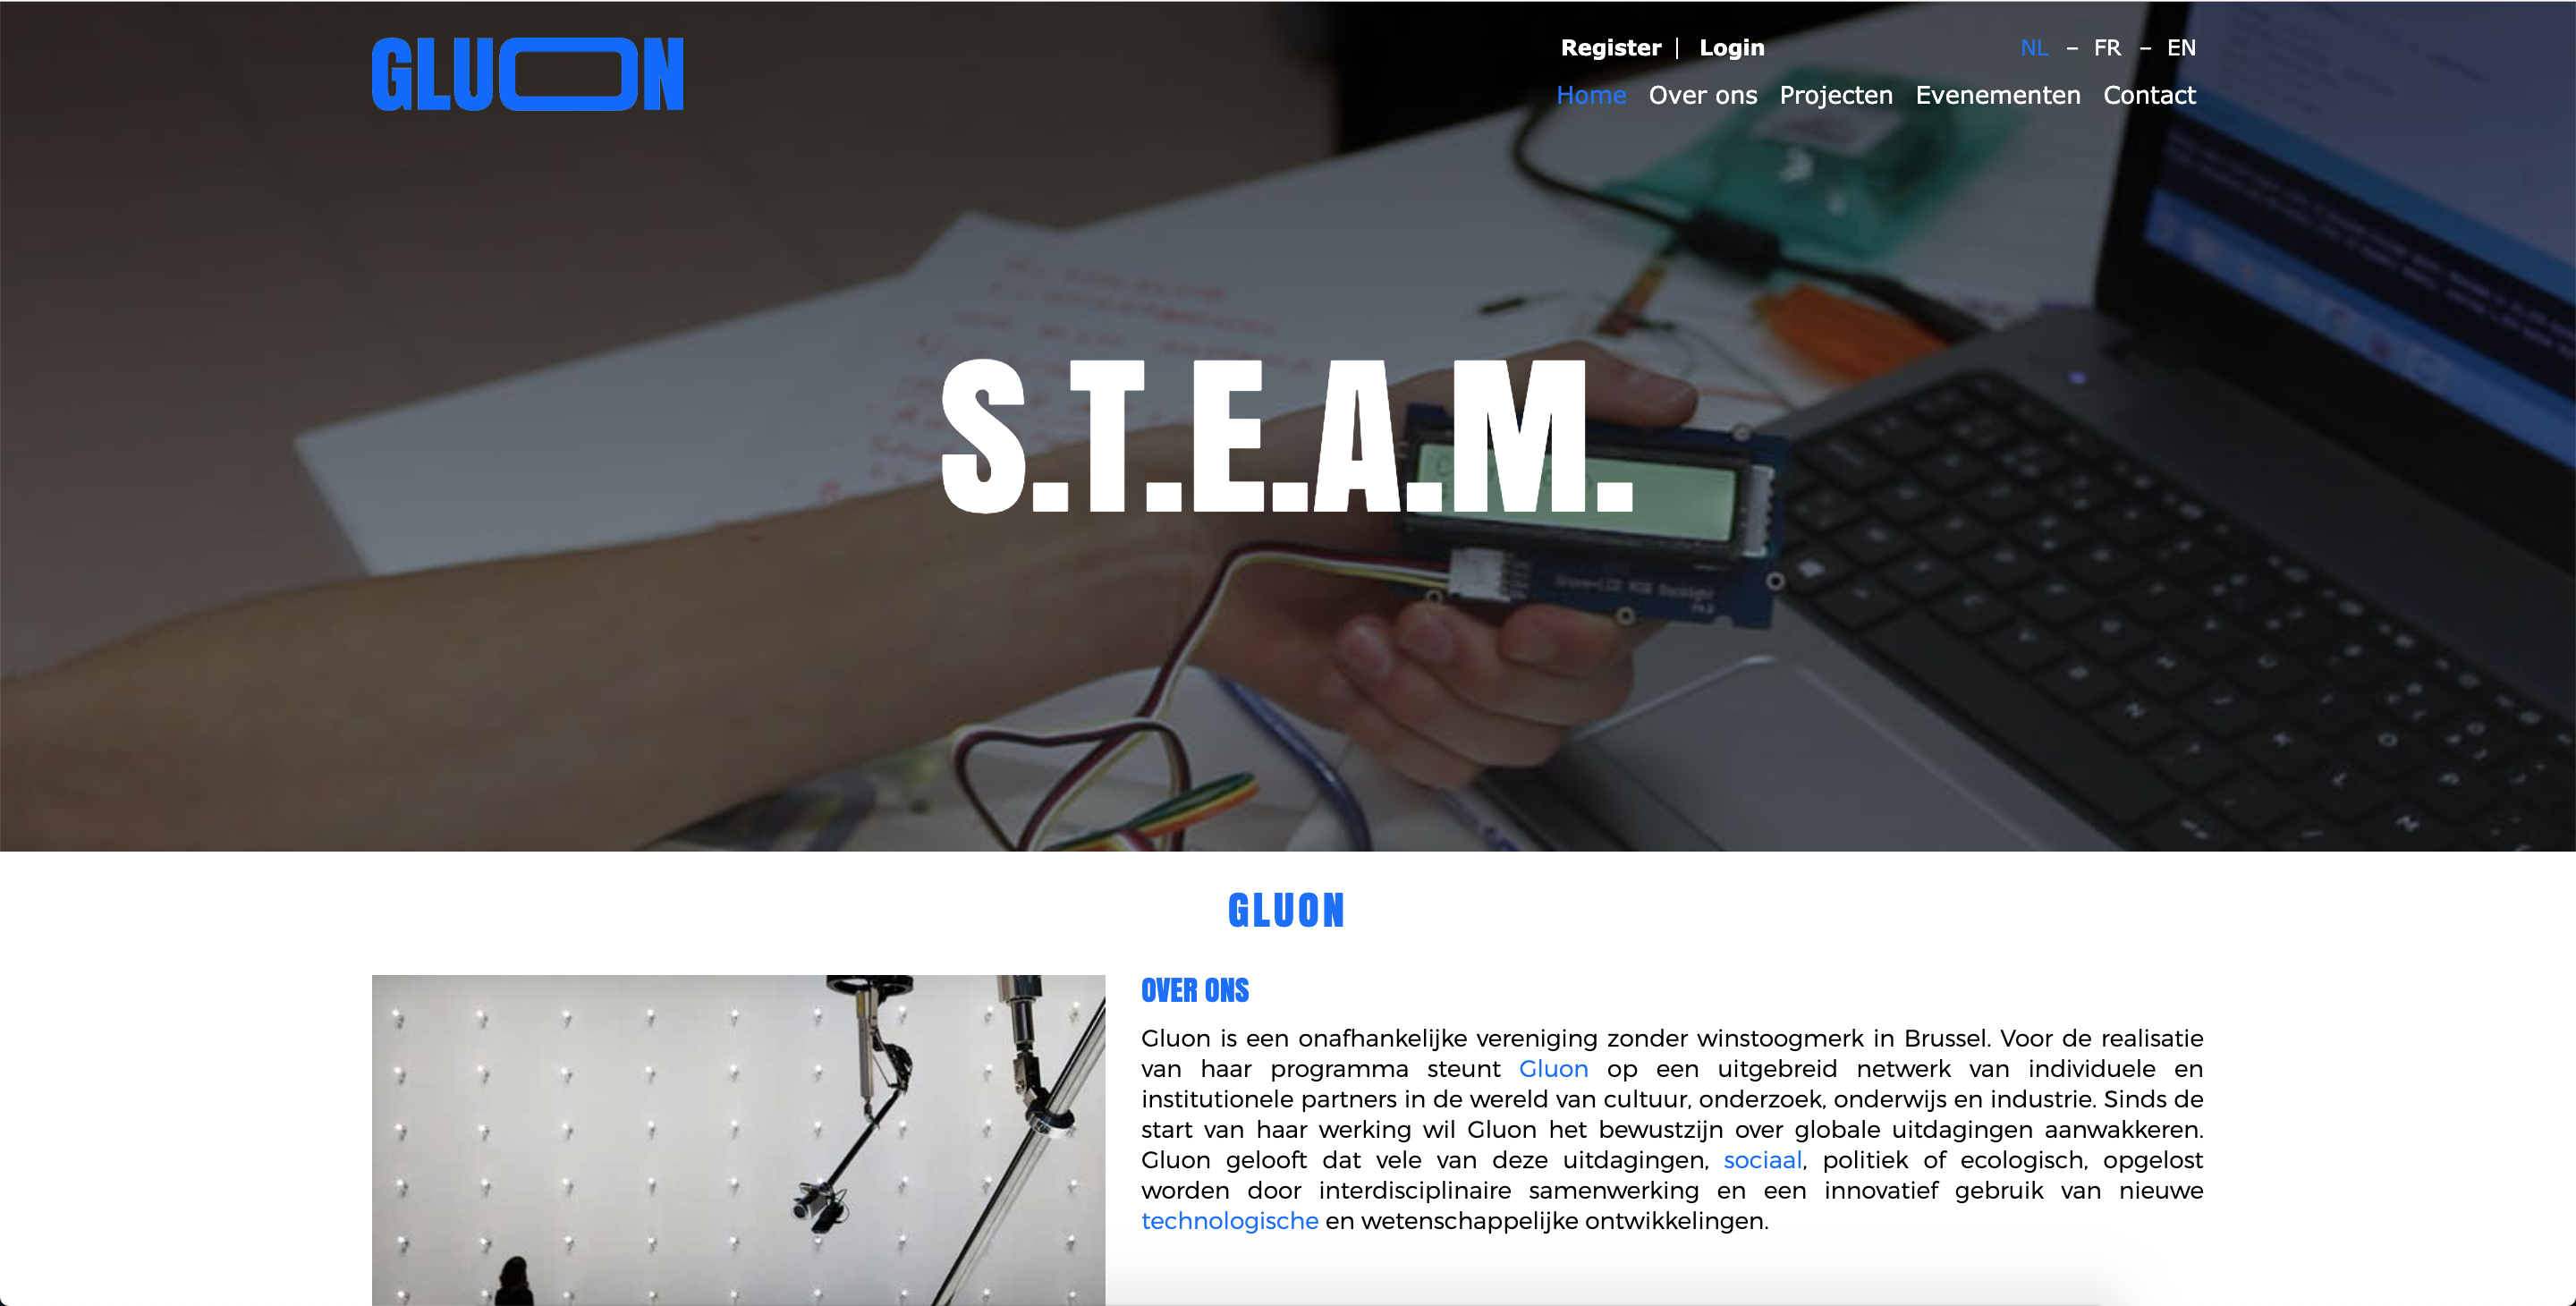 GLUON
Register | Login
NL – FR – EN
Home Over ons Projecten Evenementen Contact
S.T.E.A.M.
GLUON
OVER ONS
Gluon is een onafhankelijke vereniging zonder winstoogmerk in Brussel. Voor de realisatie
van haar programma steunt Gluon op een uitgebreid netwerk van individuele en
institutionele partners in de wereld van cultuur, onderzoek, onderwijs en industrie. Sinds de
start van haar werking wil Gluon het bewustzijn over globale uitdagingen aanwakkeren.
Gluon gelooft dat vele van deze uitdagingen, sociaal, politiek of ecologisch, opgelost
worden door interdisciplinaire samenwerking en een innovatief gebruik van nieuwe
technologische en wetenschappelijke ontwikkelingen.